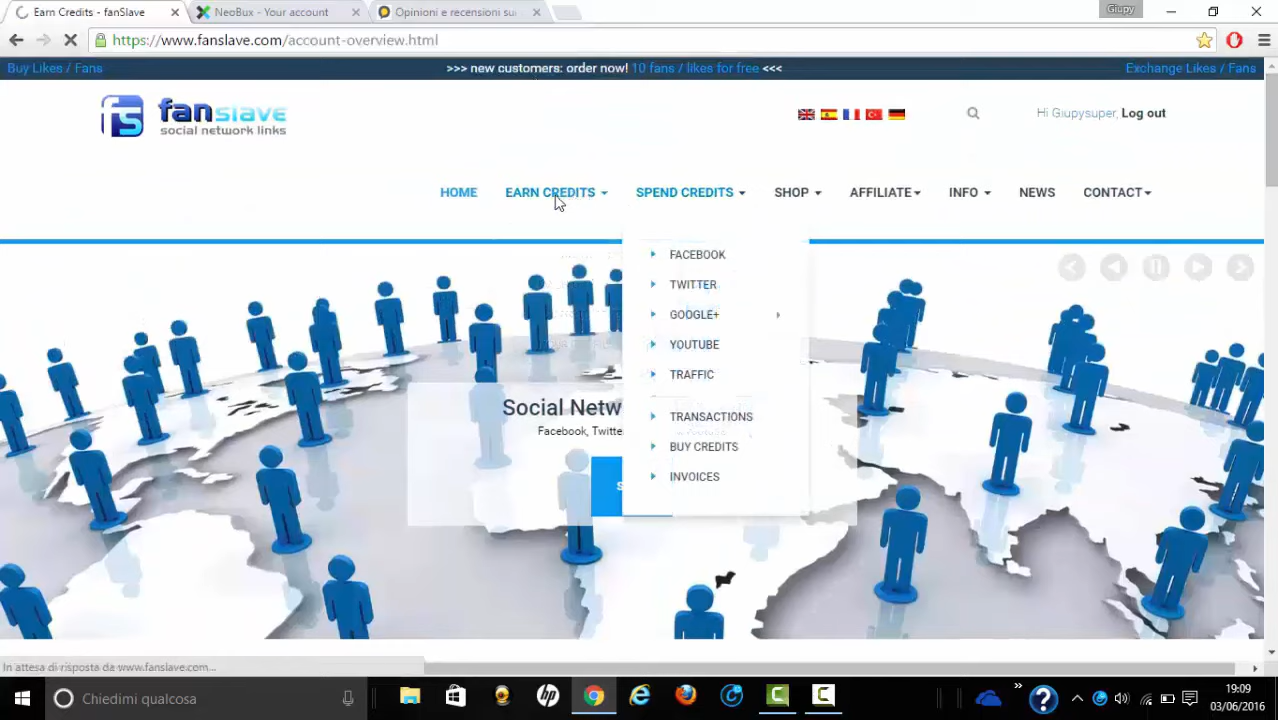 Earn Credits - fanSlave
NeoBux - Your account
Opinioni e recensioni su
Giupy
https://www.fanslave.com/account-overview.html
Buy Likes / Fans
>>> new customers: order now! 10 fans / likes for free <<<
Exchange Likes / Fans
fanslave
social network links
Hi Giupysuper, Log out
HOME
EARN CREDITS
SPEND CREDITS
SHOP
AFFILIATE
INFO
NEWS
CONTACT
FACEBOOK
TWITTER
GOOGLE+
YOUTUBE
TRAFFIC
TRANSACTIONS
BUY CREDITS
INVOICES
Social Netw
Facebook, Twitte
S
In attesa di risposta da www.fanslave.com...
Chiedimi qualcosa
19:09
03/06/2016